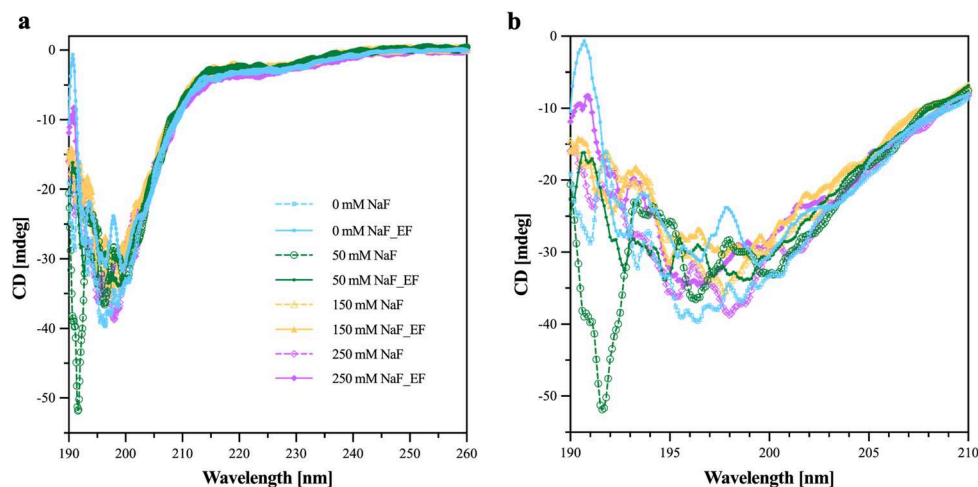 a
0
-10
-20
-30
-40
-50
CD [mdeg]
190 200 210 220 230 240 250 260
Wavelength [nm]
0 mM NaF
0 mM NaF_EF
50 mM NaF
50 mM NaF_EF
150 mM NaF
150 mM NaF_EF
250 mM NaF
250 mM NaF_EF
b
0
-10
-20
-30
-40
-50
CD [mdeg]
190 195 200 205 210
Wavelength [nm]